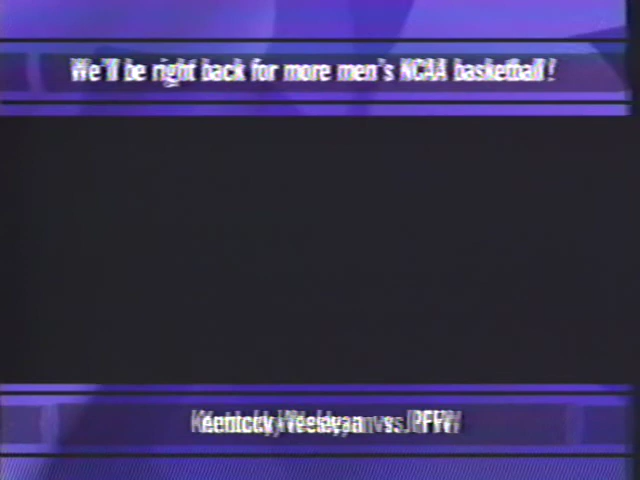 We'll be right back for more men's NCAA basketball!
Kentucky Wesleyan vs. IPFW